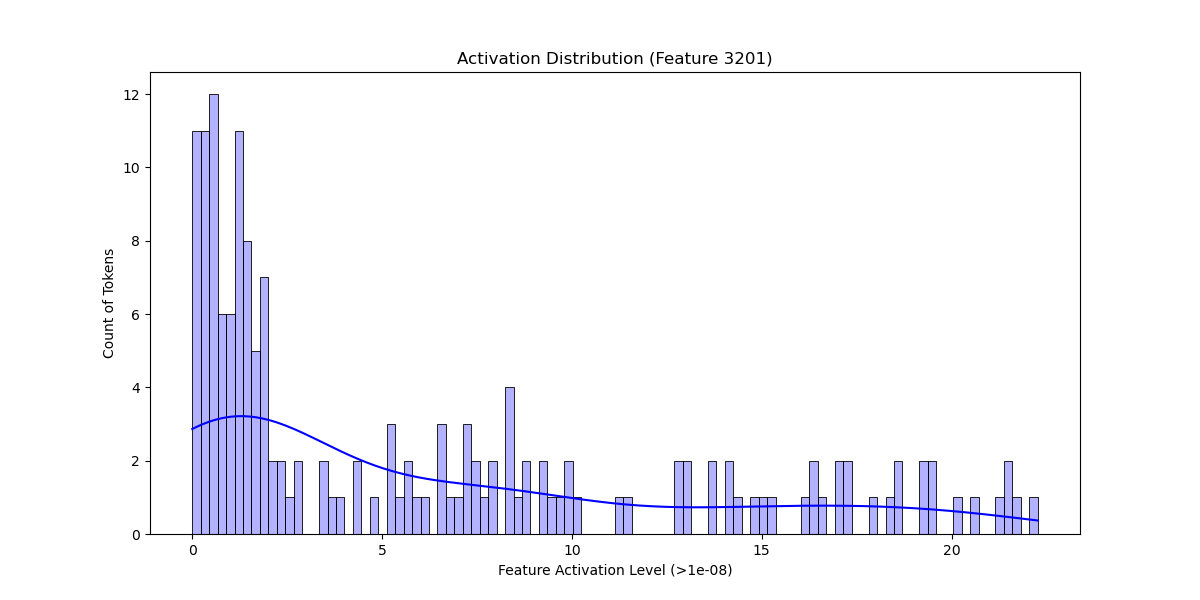 Activation Distribution (Feature 3201)
12
10
8
6
4
2
0
Count of Tokens
0 5 10 15 20
Feature Activation Level (>1e-08)